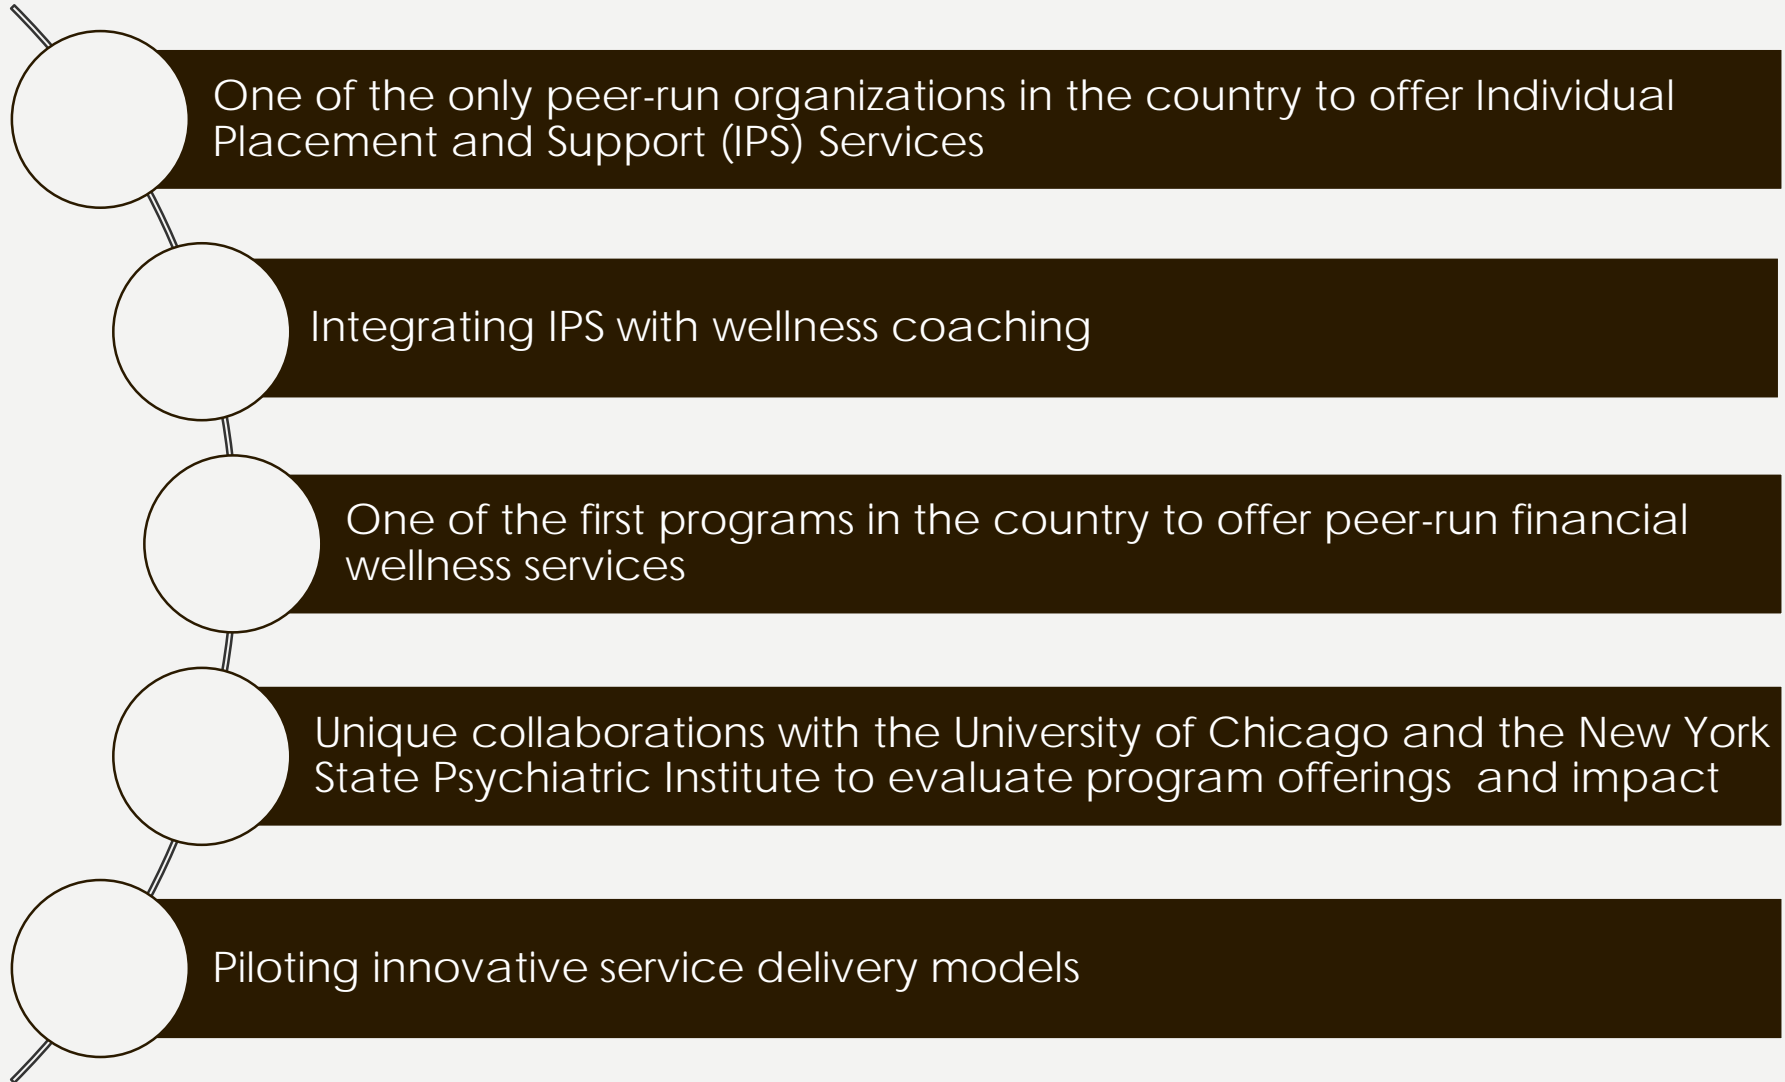 One of the only peer-run organizations in the country to offer Individual
Placement and Support (IPS) Services
Integrating IPS with wellness coaching
One of the first programs in the country to offer peer-run financial
wellness services
Unique collaborations with the University of Chicago and the New York
State Psychiatric Institute to evaluate program offerings  and impact
Piloting innovative service delivery models